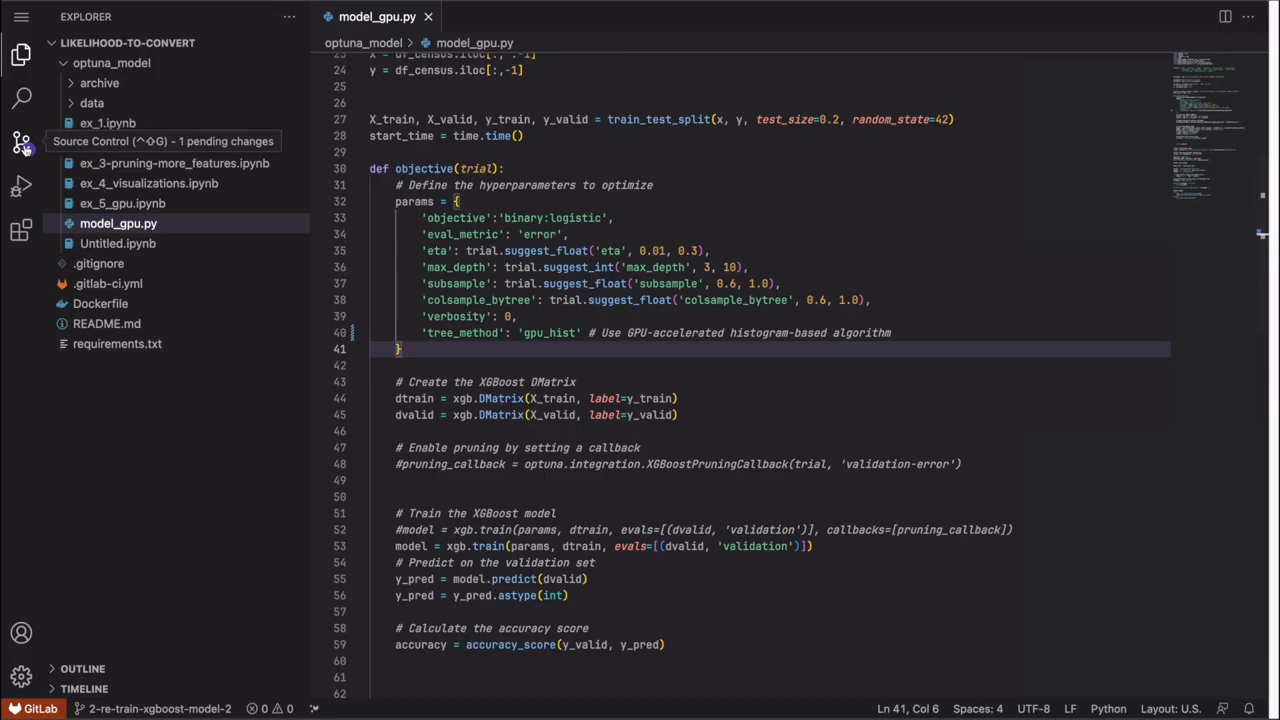 EXPLORER
LIKELIHOOD-TO-CONVERT
optuna_model
archive
data
ex_1.ipynb
Source Control (⌃⇧G) - 1 pending changes
ex_3-pruning-more_features.ipynb
ex_4_visualizations.ipynb
ex_5_gpu.ipynb
model_gpu.py
Untitled.ipynb
.gitignore
.gitlab-ci.yml
Dockerfile
README.md
requirements.txt
OUTLINE
TIMELINE
model_gpu.py
optuna_model > model_gpu.py
23 x = df_census.iloc[:,:-1]
24 y = df_census.iloc[:,-1]
25
26
27 X_train, X_valid, y_train, y_valid = train_test_split(x, y, test_size=0.2, random_state=42)
28 start_time = time.time()
29
30 def objective(trial):
31 # Define the hyperparameters to optimize
32 params = {
33 'objective':'binary:logistic',
34 'eval_metric': 'error',
35 'eta': trial.suggest_float('eta', 0.01, 0.3),
36 'max_depth': trial.suggest_int('max_depth', 3, 10),
37 'subsample': trial.suggest_float('subsample', 0.6, 1.0),
38 'colsample_bytree': trial.suggest_float('colsample_bytree', 0.6, 1.0),
39 'verbosity': 0,
40 'tree_method': 'gpu_hist' # Use GPU-accelerated histogram-based algorithm
41 }
42
43 # Create the XGBoost DMatrix
44 dtrain = xgb.DMatrix(X_train, label=y_train)
45 dvalid = xgb.DMatrix(X_valid, label=y_valid)
46
47 # Enable pruning by setting a callback
48 #pruning_callback = optuna.integration.XGBoostPruningCallback(trial, 'validation-error')
49
50
51 # Train the XGBoost model
52 #model = xgb.train(params, dtrain, evals=[(dvalid, 'validation')], callbacks=[pruning_callback])
53 model = xgb.train(params, dtrain, evals=[(dvalid, 'validation')])
54 # Predict on the validation set
55 y_pred = model.predict(dvalid)
56 y_pred = y_pred.astype(int)
57
58 # Calculate the accuracy score
59 accuracy = accuracy_score(y_valid, y_pred)
60
61
62
GitLab 2-re-train-xgboost-model-2 0 0 Ln 41, Col 6 Spaces: 4 UTF-8 LF Python Layout: U.S.